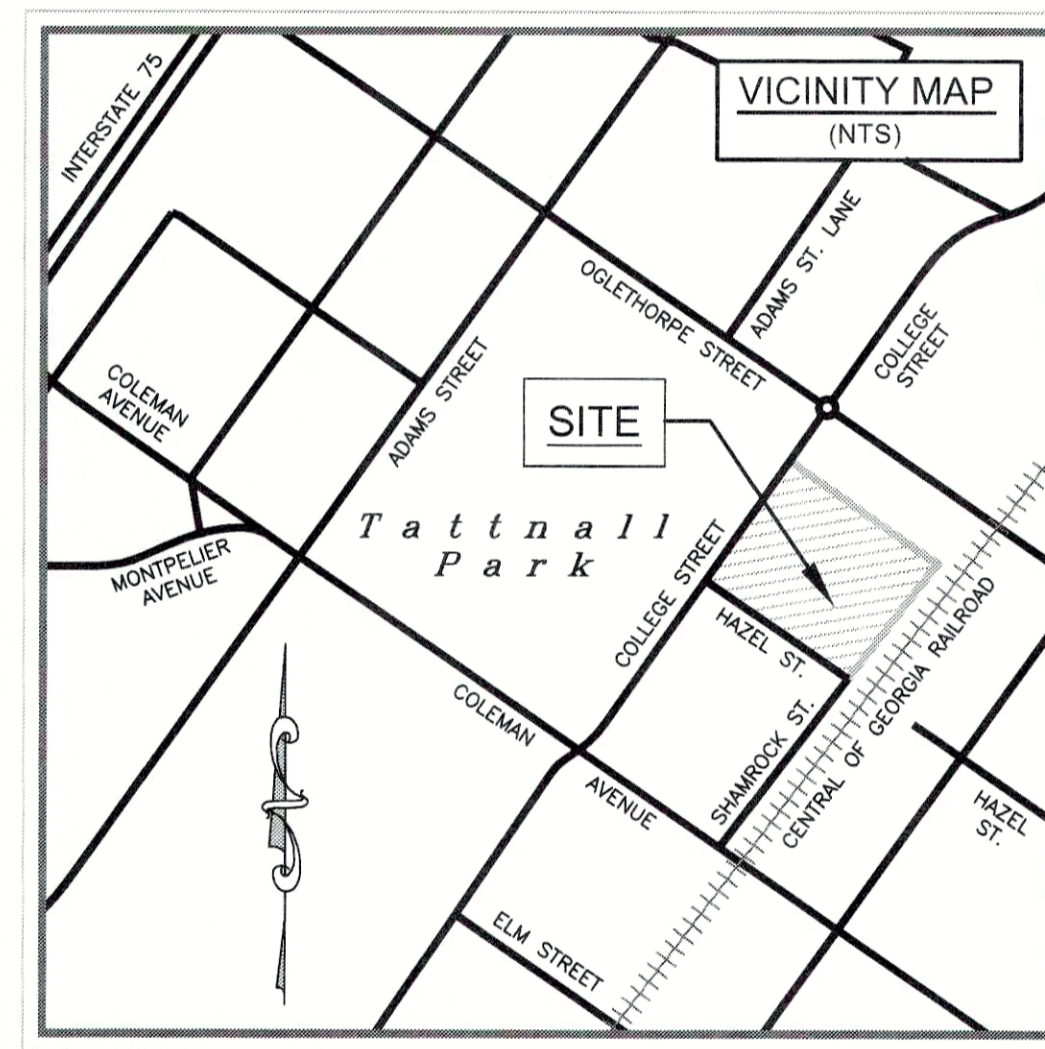 INTERSTATE 75
VICINITY MAP
(NTS)
ADAMS ST. LANE
OGLETHORPE STREET
COLLEGE
STREET
COLEMAN
AVENUE
ADAMS STREET
SITE
Tattnall
Park
MONTPELIER
AVENUE
COLLEGE STREET
HAZEL ST.
CENTRAL OF GEORGIA RAILROAD
SHAMROCK ST.
COLEMAN
AVENUE
HAZEL
ST.
ELM STREET